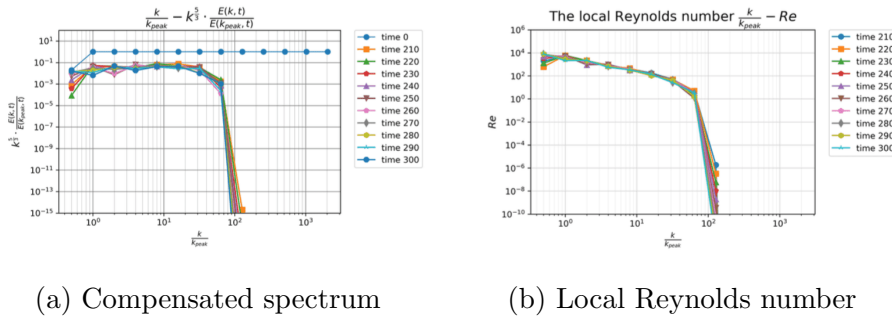 k/k_peak − k^{5/3} · E(k,t)/E(k_peak,t)
10^1
10^{-1}
10^{-3}
10^{-5}
10^{-7}
10^{-9}
10^{-11}
10^{-13}
10^{-15}
k^{5/3} · E(k,t)/E(k_peak,t)
10^0 10^1 10^2 10^3
k/k_peak
time 0
time 210
time 220
time 230
time 240
time 250
time 260
time 270
time 280
time 290
time 300
The local Reynolds number k/k_peak − Re
10^6
10^4
10^2
10^0
10^{-2}
10^{-4}
10^{-6}
10^{-8}
10^{-10}
Re
10^0 10^1 10^2 10^3
k/k_peak
time 210
time 220
time 230
time 240
time 250
time 260
time 270
time 280
time 290
time 300
(a) Compensated spectrum
(b) Local Reynolds number